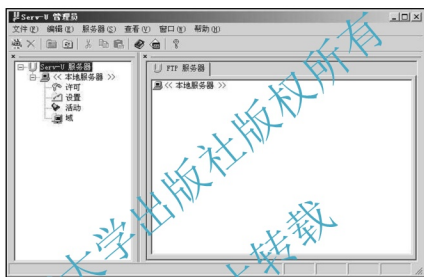 Serv-U 管理员
文件(F) 编辑(E) 服务器(C) 查看(V) 窗口(W) 帮助(H)
Serv-U 服务器
<< 本地服务器 >>
许可
设置
活动
域
FTP 服务器
<< 本地服务器 >>
大学出版社版权所有
转载